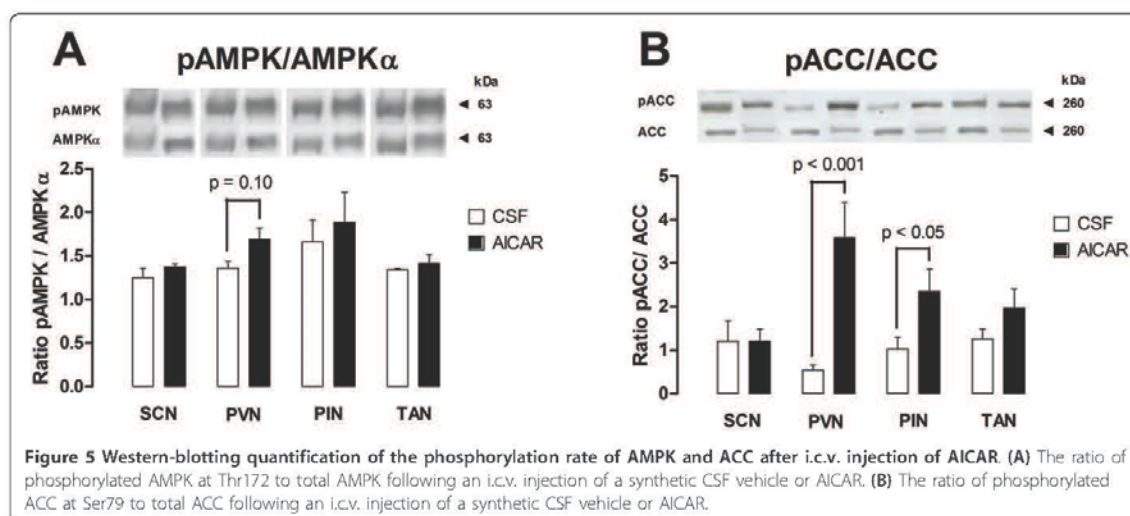 A
pAMPK/AMPKα
kDa
pAMPK ◄ 63
AMPKα ◄ 63
Ratio pAMPK / AMPKα
2.5
2.0
1.5
1.0
0.5
0.0
p = 0.10
CSF
AICAR
SCN PVN PIN TAN
B
pACC/ACC
kDa
pACC ◄ 260
ACC ◄ 260
Ratio pACC/ ACC
5
4
3
2
1
0
p < 0.001
p < 0.05
CSF
AICAR
SCN PVN PIN TAN
Figure 5 Western-blotting quantification of the phosphorylation rate of AMPK and ACC after i.c.v. injection of AICAR. (A) The ratio of
phosphorylated AMPK at Thr172 to total AMPK following an i.c.v. injection of a synthetic CSF vehicle or AICAR. (B) The ratio of phosphorylated
ACC at Ser79 to total ACC following an i.c.v. injection of a synthetic CSF vehicle or AICAR.